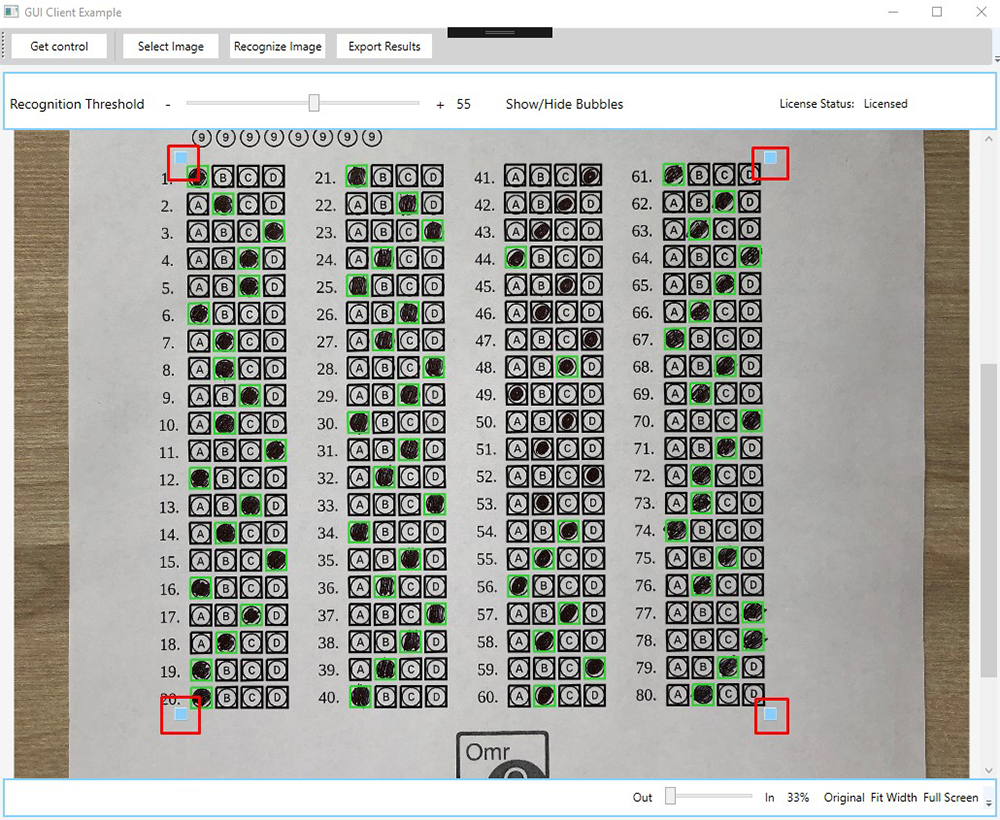 GUI Client Example
Get control Select Image Recognize Image Export Results
Recognition Threshold - + 55 Show/Hide Bubbles License Status: Licensed
9 9 9 9 9 9 9 9
1. B C D
2. A C D
3. A B C
4. A B D
5. A B D
6. B C D
7. A C D
8. A C D
9. A B D
10. A C D
11. A B C
12. B C D
13. A B D
14. A C D
15. A B C
16. B C D
17. A B D
18. A C D
19. B C D
20. B C D
21. B C D
22. A B D
23. A B C
24. A C D
25. B C D
26. A B D
27. A C D
28. A B C
29. A B D
30. B C D
31. A B D
32. A C D
33. A B C
34. B C D
35. A B D
36. A C D
37. A B C
38. A B D
39. A C D
40. B C D
41. A B C
42. A B D
43. A C D
44. B C D
45. A B D
46. A C D
47. A B C
48. A B D
49. B C D
50. A B D
51. A C D
52. A B C
53. A C D
54. A B D
55. A C D
56. B C D
57. A B D
58. A C D
59. A B C
60. A C D
61. B C D
62. A B D
63. A C D
64. A B C
65. A B D
66. A C D
67. B C D
68. A B D
69. A C D
70. A B C
71. A B D
72. A C D
73. A C D
74. B C D
75. A B D
76. A C D
77. A B C
78. A B C
79. A B D
80. A C D
Omr
Out In 33% Original Fit Width Full Screen